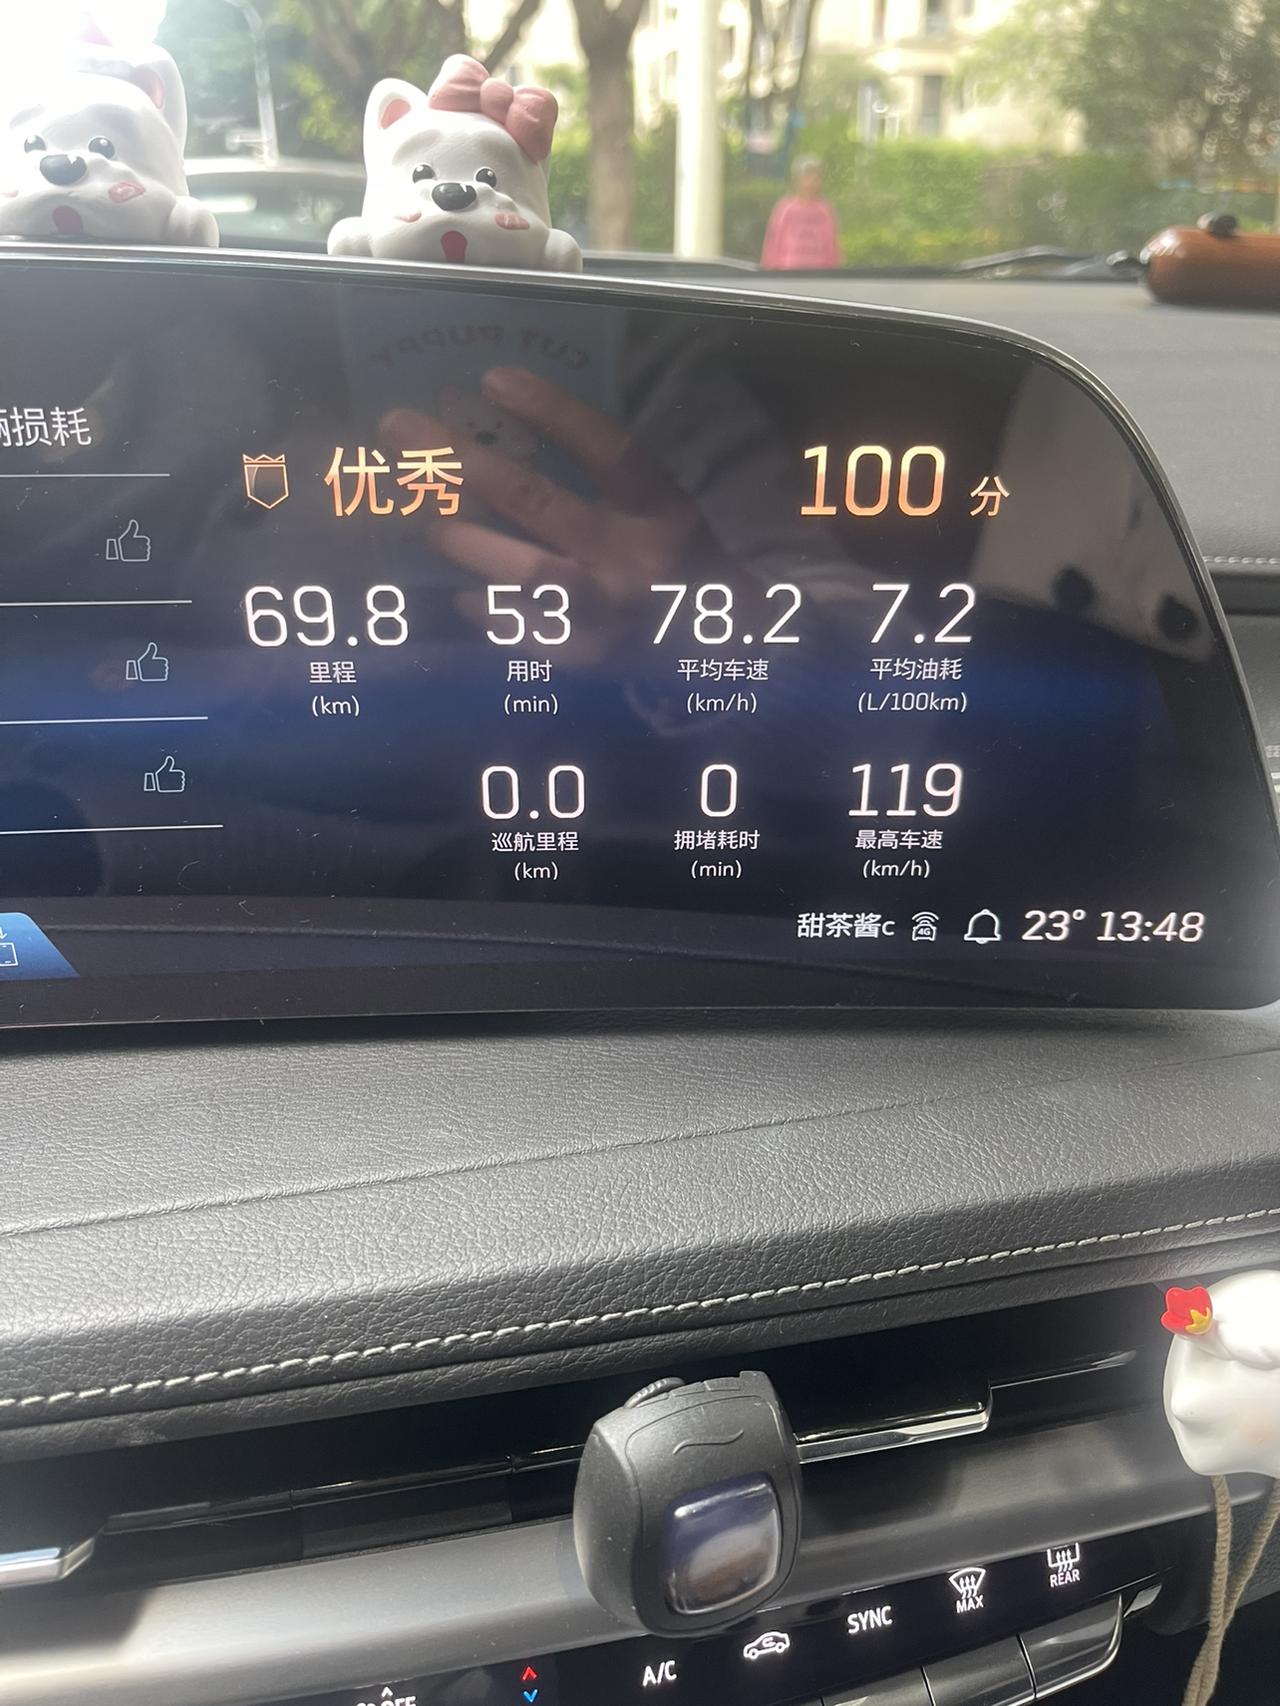 损耗
优秀
100 分
69.8 53 78.2 7.2
里程 用时 平均车速 平均油耗
(km) (min) (km/h) (L/100km)
0.0 0 119
巡航里程 拥堵耗时 最高车速
(km) (min) (km/h)
甜茶酱c 4G 23° 13:48
CUT PUPPY
REAR
MAX
SYNC
A/C
OFF